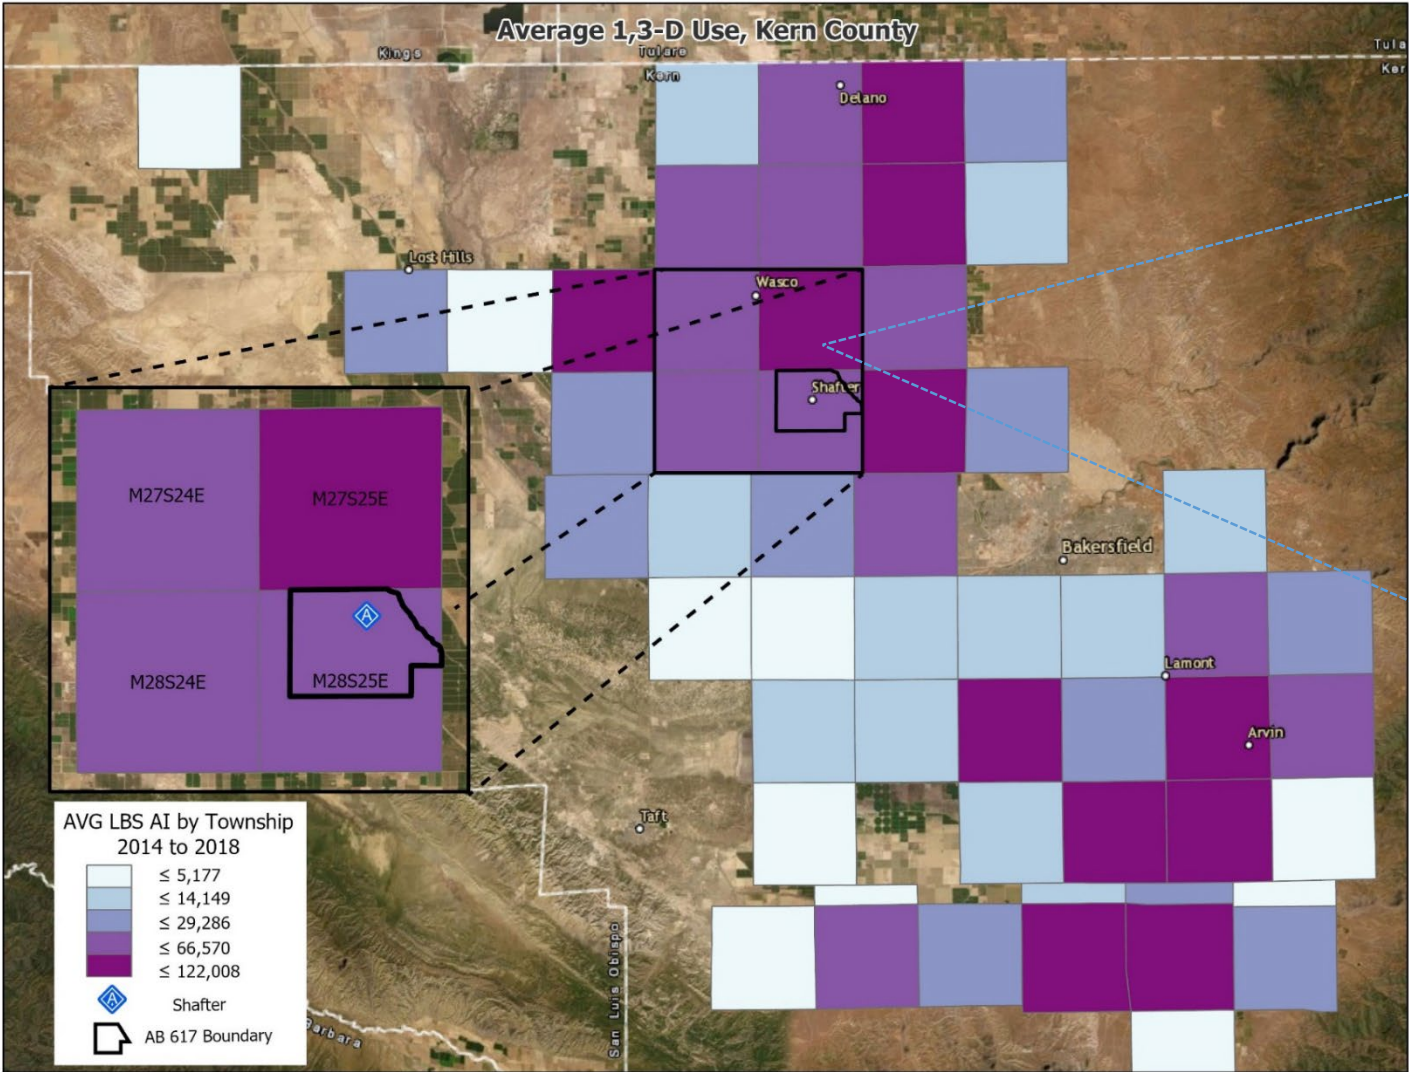 Average 1,3-D Use, Kern County
Kings
Tulare
Kern
Tula
Ker
Delano
Lost Hills
Wasco
Shafter
M27S24E
M27S25E
M28S24E
M28S25E
A
Bakersfield
Lamont
Arvin
Taft
San Luis Obispo
Barbara
AVG LBS AI by Township
2014 to 2018
≤ 5,177
≤ 14,149
≤ 29,286
≤ 66,570
≤ 122,008
A
Shafter
AB 617 Boundary